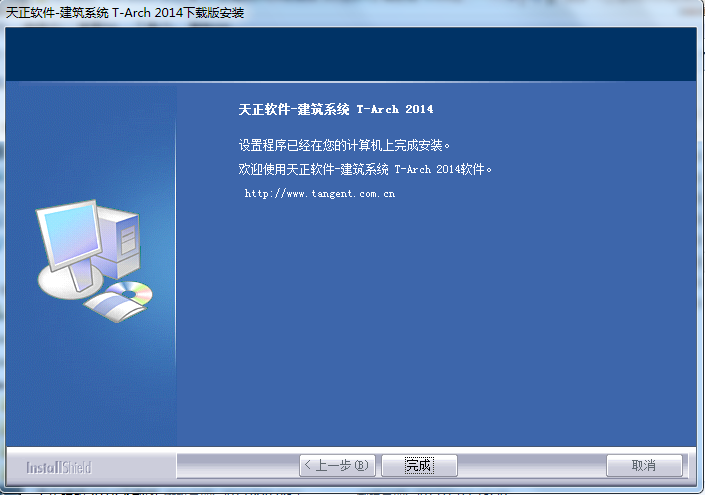 天正软件-建筑系统 T-Arch 2014下载版安装
天正软件-建筑系统 T-Arch 2014
设置程序已经在您的计算机上完成安装。
欢迎使用天正软件-建筑系统 T-Arch 2014软件。
http://www.tangent.com.cn
InstallShield
< 上一步(B)
完成
取消